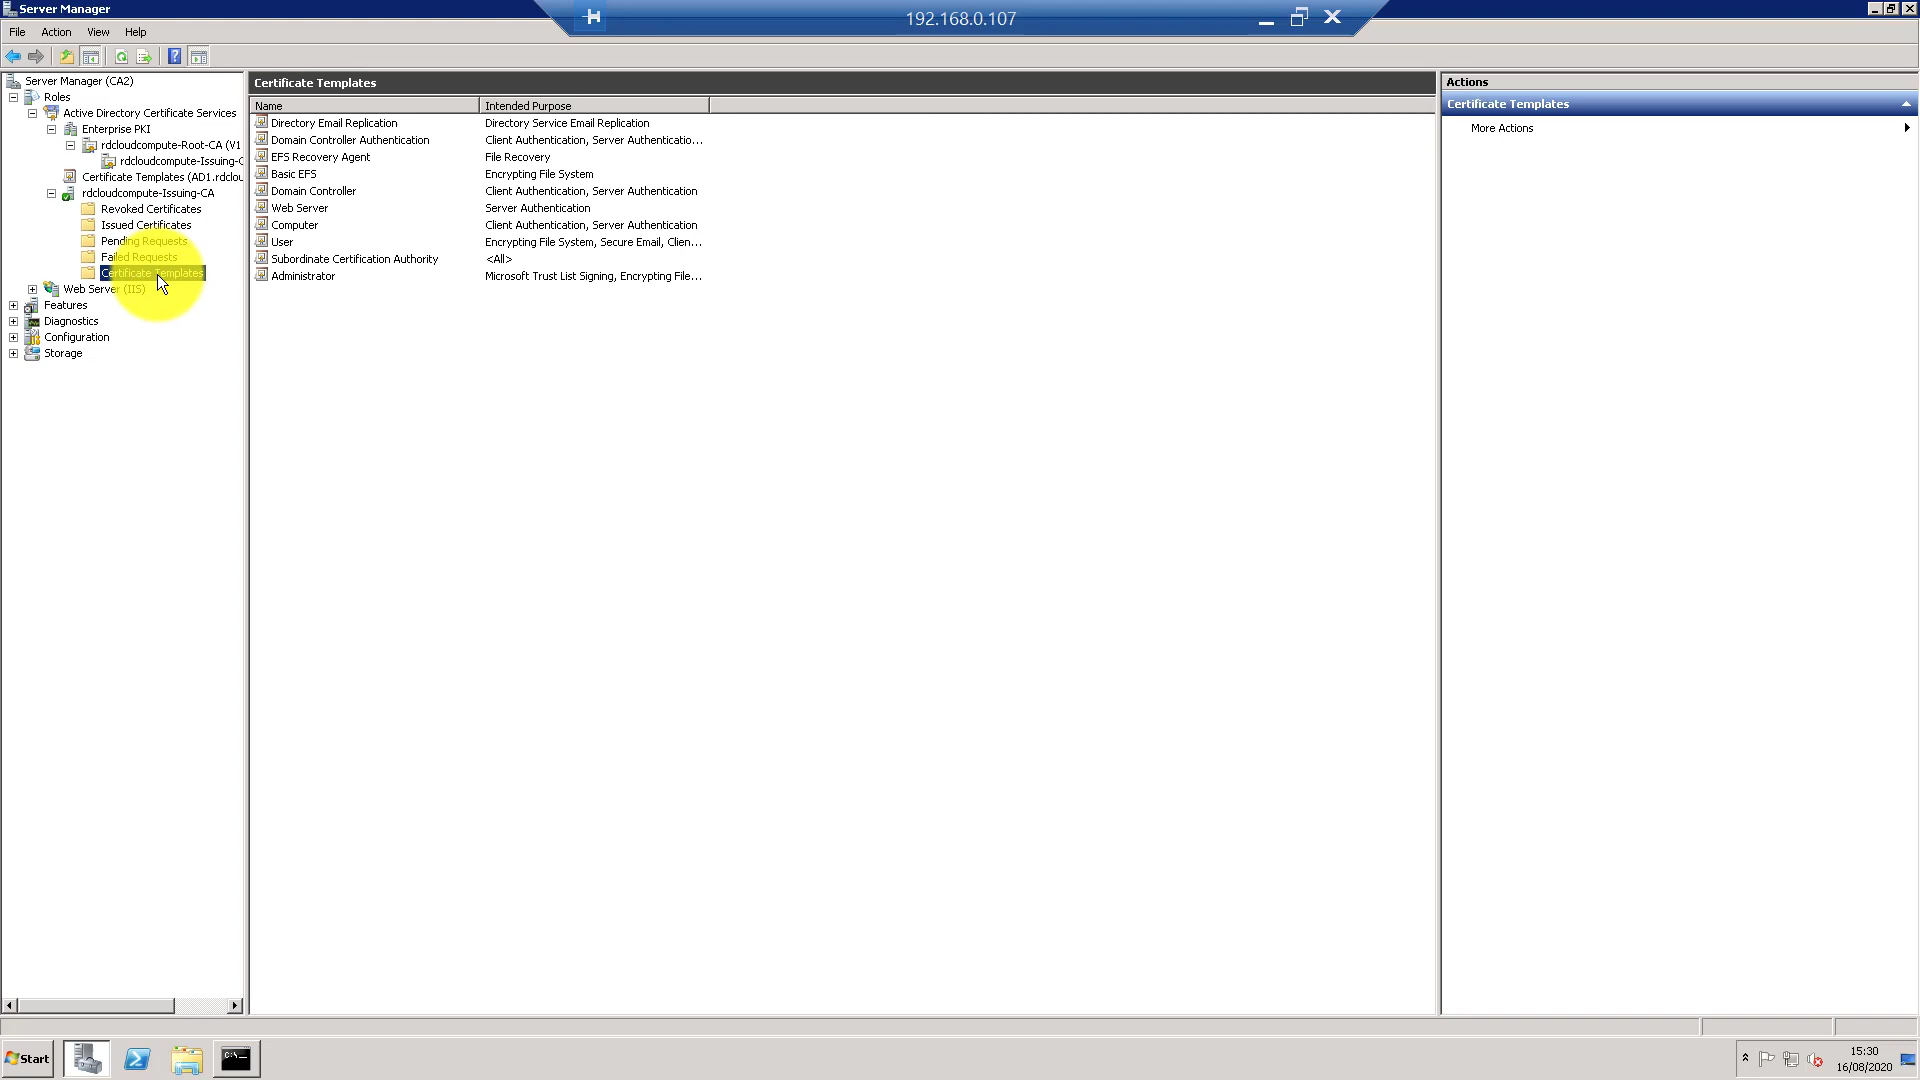 Server Manager
192.168.0.107
File Action View Help
Server Manager (CA2)
Roles
Active Directory Certificate Services
Enterprise PKI
rdcloudcompute-Root-CA (V1
rdcloudcompute-Issuing-C
Certificate Templates (AD1.rdclou
rdcloudcompute-Issuing-CA
Revoked Certificates
Issued Certificates
Pending Requests
Failed Requests
Certificate Templates
Web Server (IIS)
Features
Diagnostics
Configuration
Storage
Certificate Templates
Name Intended Purpose
Directory Email Replication Directory Service Email Replication
Domain Controller Authentication Client Authentication, Server Authenticatio...
EFS Recovery Agent File Recovery
Basic EFS Encrypting File System
Domain Controller Client Authentication, Server Authentication
Web Server Server Authentication
Computer Client Authentication, Server Authentication
User Encrypting File System, Secure Email, Clien...
Subordinate Certification Authority <All>
Administrator Microsoft Trust List Signing, Encrypting File...
Actions
Certificate Templates
More Actions
Start
C:\
15:30
16/08/2020